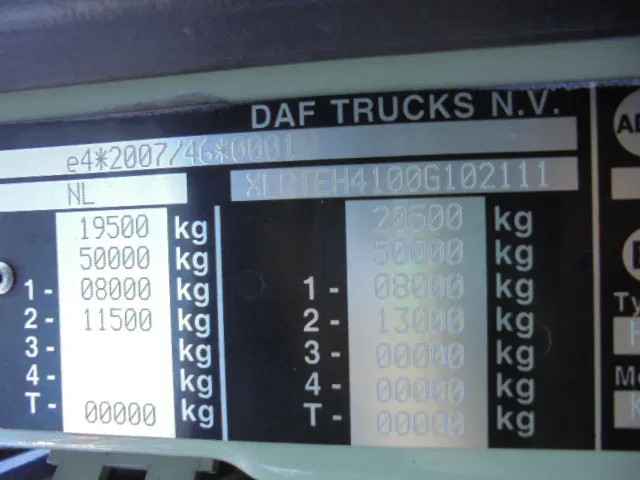 DAF TRUCKS N.V.
e4*2007/46*0001
NL XLRTEH4100G102111
19500 kg 20500 kg
50000 kg 50000 kg
1- 08000 kg 1- 08000 kg
2- 11500 kg 2- 13000 kg
3- kg 3- 00000 kg
4- kg 4- 00000 kg
T- 00000 kg T- 00000 kg